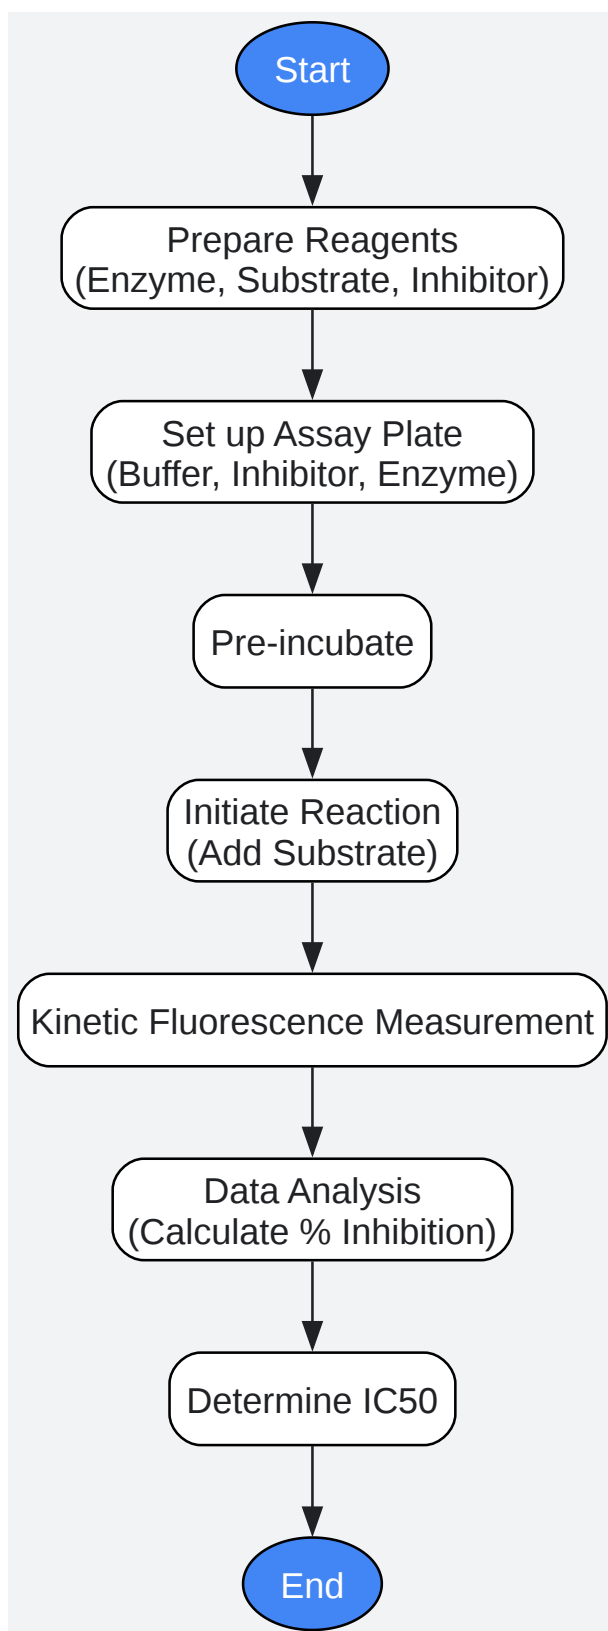 Start
Prepare Reagents
(Enzyme, Substrate, Inhibitor)
Set up Assay Plate
(Buffer, Inhibitor, Enzyme)
Pre-incubate
Initiate Reaction
(Add Substrate)
Kinetic Fluorescence Measurement
Data Analysis
(Calculate % Inhibition)
Determine IC50
End